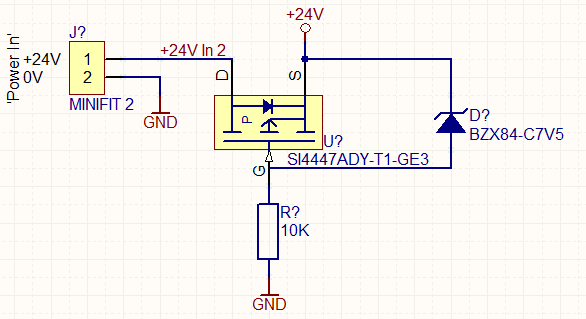 +24V
J?
+24V In 2
'Power In'
+24V
1
0V
2
D
S
P
MINIFIT 2
GND
D?
BZX84-C7V5
U?
SI4447ADY-T1-GE3
G
R?
10K
GND